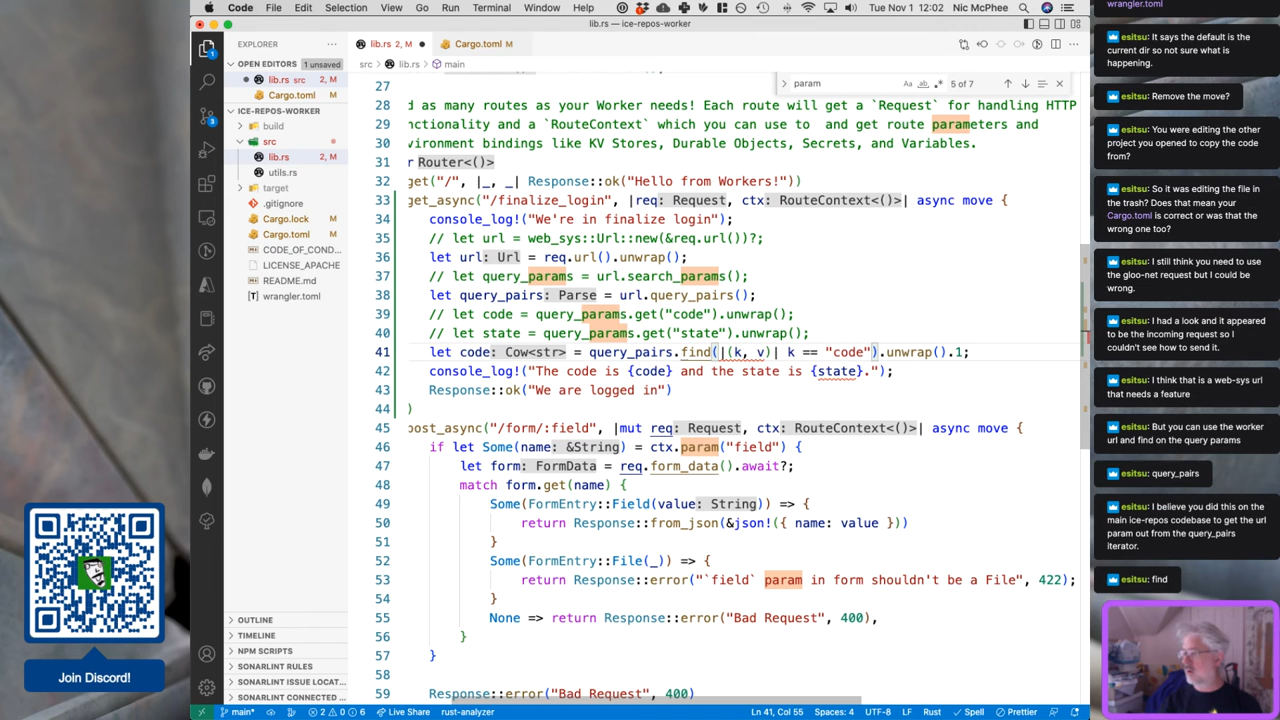 Code File Edit Selection View Go Run Terminal Window Help Tue Nov 1 12:02 Nic McPhee
lib.rs — ice-repos-worker
EXPLORER
OPEN EDITORS 1 unsaved
lib.rs src 2, M
Cargo.toml M
ICE-REPOS-WORKER
build
src
lib.rs 2, M
utils.rs
target
.gitignore
Cargo.lock
Cargo.toml M
CODE_OF_COND...
LICENSE_APACHE
README.md
wrangler.toml
OUTLINE
TIMELINE
NPM SCRIPTS
SONARLINT RULES
SONARLINT ISSUE LOCAT...
SONARLINT CONNECTED ...
lib.rs 2, M
Cargo.toml M
src > lib.rs > main
param
5 of 7
27
28 d as many routes as your Worker needs! Each route will get a `Request` for handling HTTP
29 nctionality and a `RouteContext` which you can use to and get route parameters and
30 vironment bindings like KV Stores, Durable Objects, Secrets, and Variables.
31 r Router<()>
32 get("/", |_, _| Response::ok("Hello from Workers!"))
33 get_async("/finalize_login", |req: Request, ctx: RouteContext<()>| async move {
34 console_log!("We're in finalize login");
35 // let url = web_sys::Url::new(&req.url())?;
36 let url: Url = req.url().unwrap();
37 // let query_params = url.search_params();
38 let query_pairs: Parse = url.query_pairs();
39 // let code = query_params.get("code").unwrap();
40 // let state = query_params.get("state").unwrap();
41 let code: Cow<str> = query_pairs.find(|(k, v)| k == "code").unwrap().1;
42 console_log!("The code is {code} and the state is {state}.");
43 Response::ok("We are logged in")
44 )
45 post_async("/form/:field", |mut req: Request, ctx: RouteContext<()>| async move {
46 if let Some(name: &String) = ctx.param("field") {
47 let form: FormData = req.form_data().await?;
48 match form.get(name) {
49 Some(FormEntry::Field(value: String)) => {
50 return Response::from_json(&json!({ name: value }))
51 }
52 Some(FormEntry::File(_)) => {
53 return Response::error("`field` param in form shouldn't be a File", 422);
54 }
55 None => return Response::error("Bad Request", 400),
56 }
57 }
58
59 Response::error("Bad Request", 400)
main* 2 0 6 Live Share rust-analyzer Ln 41, Col 55 Spaces: 4 UTF-8 LF Rust Spell Prettier
Join Discord!
wrangler.toml
esitsu: It says the default is the
current dir so not sure what is
happening.
esitsu: Remove the move?
esitsu: You were editing the other
project you opened to copy the
code from?
esitsu: So it was editing the file in
the trash? Does that mean your
Cargo.toml is correct or was that the
wrong one too?
esitsu: I still think you need to use
the gloo-net request but I could be
wrong.
esitsu: I had a look and it appeared
to be the incoming request so I
couldn't see how to send it.
esitsu: I think that is a web-sys url
that needs a feature
esitsu: But you can use the worker
url and find on the query params
esitsu: query_pairs
esitsu: I believe you did this on
the main ice-repos codebase to get the url
param out from the query_pairs
iterator.
esitsu: find